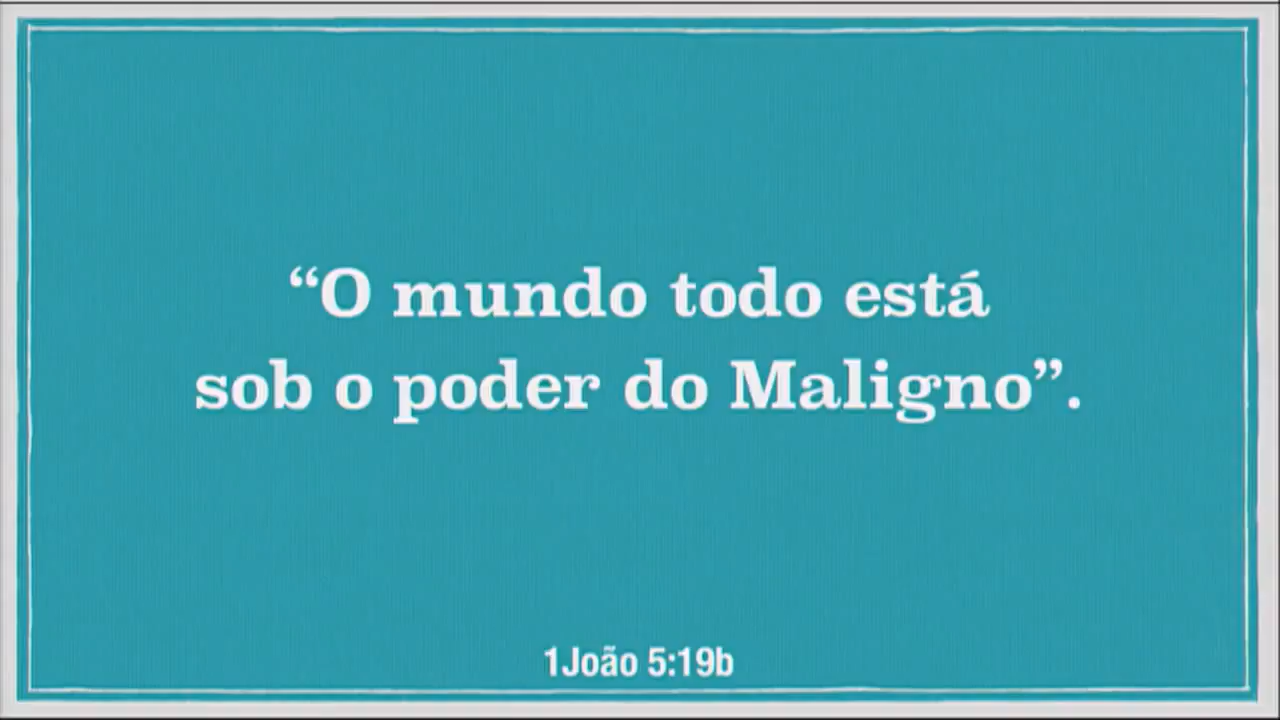 “O mundo todo está
sob o poder do Maligno”.
1João 5:19b